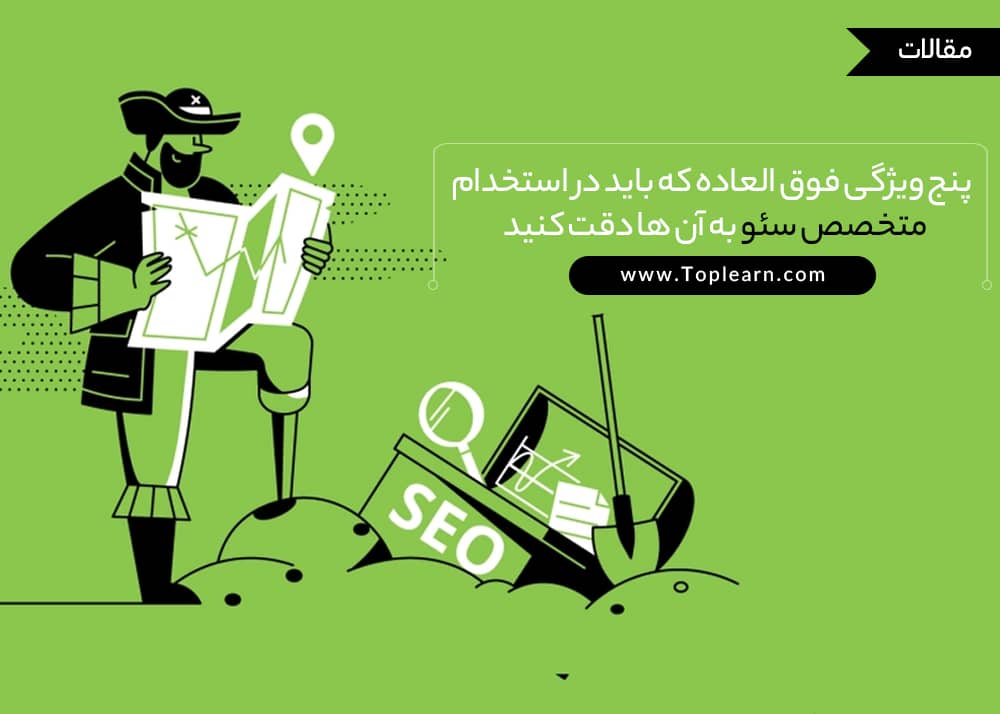 مقالات
پنج ویژگی فوق العاده که باید در استخدام
متخصص سئو به آن ها دقت کنید
www.Toplearn.com
SEO